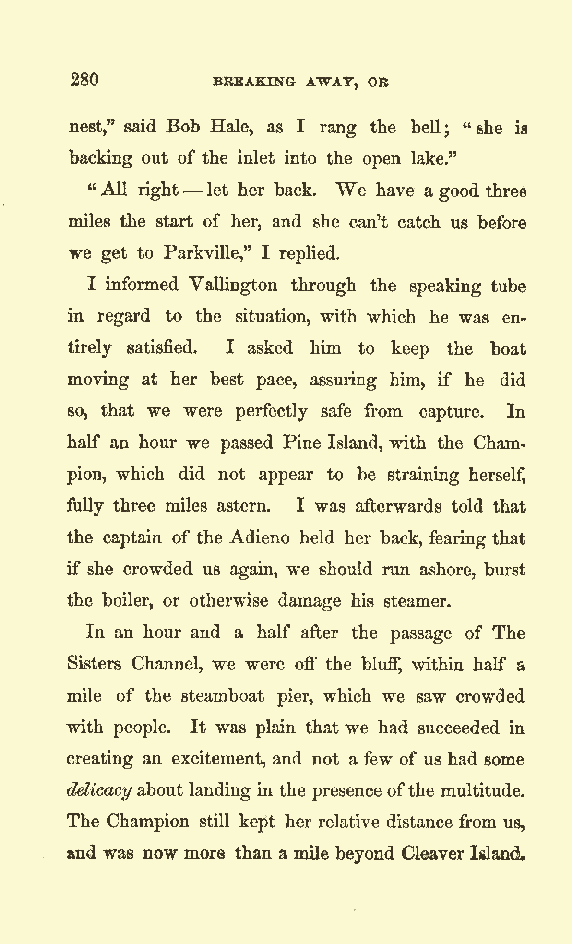 280 BREAKING AWAY, OR
nest,” said Bob Hale, as I rang the bell; “she is
backing out of the inlet into the open lake.”
“All right—let her back. We have a good three
miles the start of her, and she can’t catch us before
we get to Parkville,” I replied.
I informed Vallington through the speaking tube
in regard to the situation, with which he was en-
tirely satisfied. I asked him to keep the boat
moving at her best pace, assuring him, if he did
so, that we were perfectly safe from capture. In
half an hour we passed Pine Island, with the Cham-
pion, which did not appear to be straining herself,
fully three miles astern. I was afterwards told that
the captain of the Adieno held her back, fearing that
if she crowded us again, we should run ashore, burst
the boiler, or otherwise damage his steamer.
In an hour and a half after the passage of The
Sisters Channel, we were off the bluff, within half a
mile of the steamboat pier, which we saw crowded
with people. It was plain that we had succeeded in
creating an excitement, and not a few of us had some
delicacy about landing in the presence of the multitude.
The Champion still kept her relative distance from us,
and was now more than a mile beyond Cleaver Island.